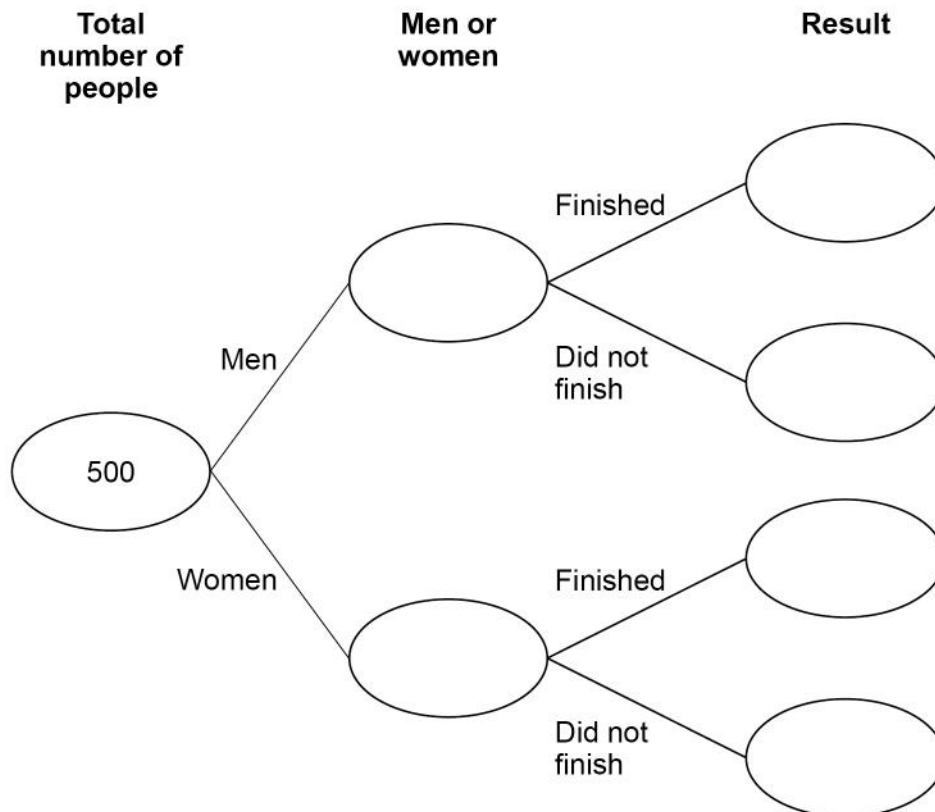 Total
number of
people
Men or
women
Result
Finished
Men
Did not
finish
500
Women
Finished
Did not
finish